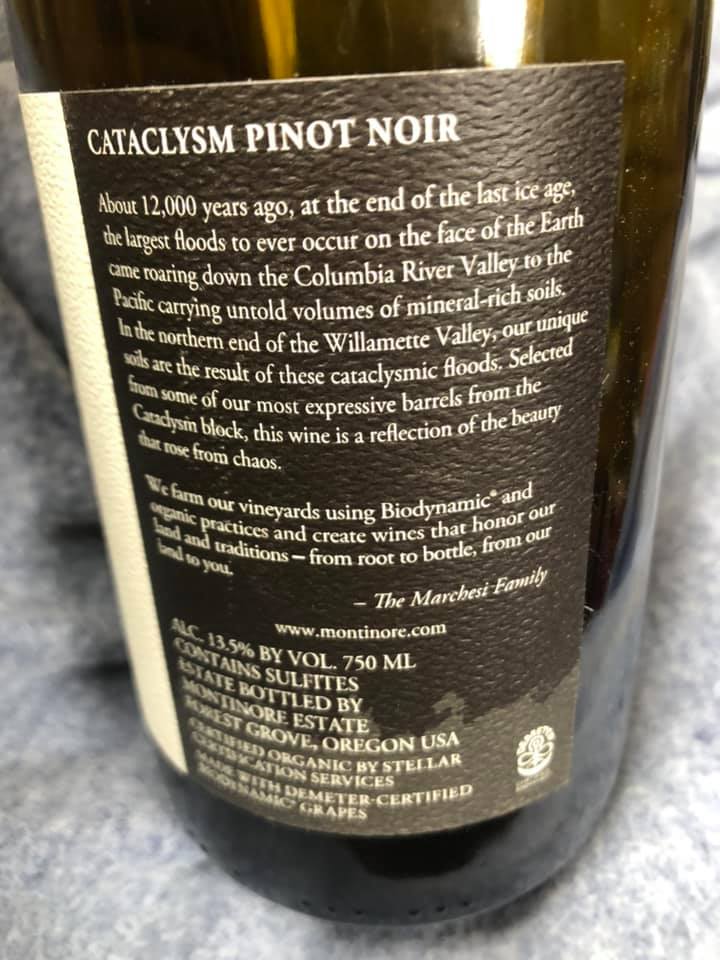 CATACLYSM PINOT NOIR
About 12,000 years ago, at the end of the last ice age,
the largest floods to ever occur on the face of the Earth
came roaring down the Columbia River Valley to the
Pacific carrying untold volumes of mineral-rich soils.
In the northern end of the Willamette Valley, our unique
soils are the result of these cataclysmic floods. Selected
from some of our most expressive barrels from the
Cataclysm block, this wine is a reflection of the beauty
that rose from chaos.
We farm our vineyards using Biodynamic® and
organic practices and create wines that honor our
land and traditions – from root to bottle, from our
land to you.
– The Marchesi Family
www.montinore.com
ALC. 13.5% BY VOL. 750 ML
CONTAINS SULFITES
ESTATE BOTTLED BY
MONTINORE ESTATE
FOREST GROVE, OREGON USA
CERTIFIED ORGANIC BY STELLAR
CERTIFICATION SERVICES
MADE WITH DEMETER-CERTIFIED
BIODYNAMIC® GRAPES